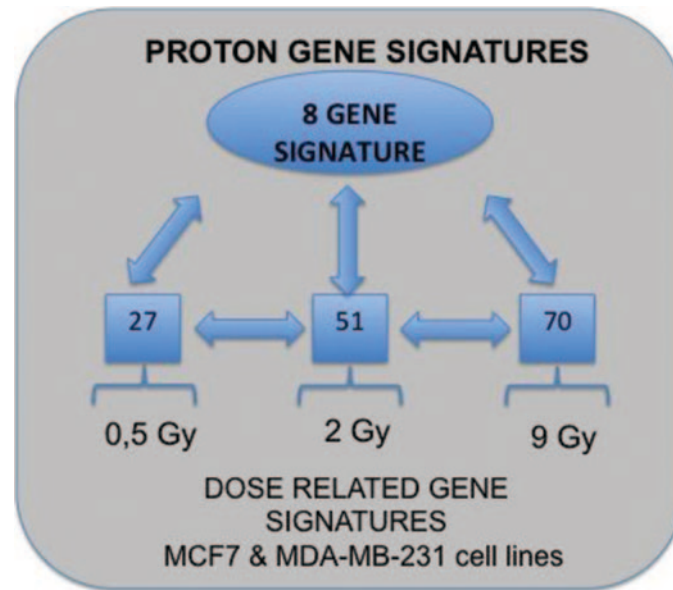 PROTON GENE SIGNATURES
8 GENE
SIGNATURE
27
51
70
0,5 Gy
2 Gy
9 Gy
DOSE RELATED GENE
SIGNATURES
MCF7 & MDA-MB-231 cell lines